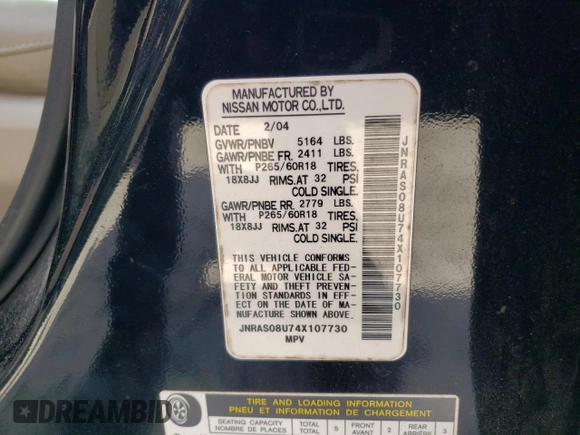 MANUFACTURED BY
NISSAN MOTOR CO.,LTD.
DATE 2/04
GVWR/PNBV 5164 LBS.
GAWR/PNBE FR. 2411 LBS.
WITH P265/60R18 TIRES.
18X8JJ RIMS.AT 32 PSI
COLD SINGLE.
GAWR/PNBE RR. 2779 LBS.
WITH P265/60R18 TIRES.
18X8JJ RIMS.AT 32 PSI
COLD SINGLE.
THIS VEHICLE CONFORMS
TO ALL APPLICABLE FED-
ERAL MOTOR VEHICLE SA-
FETY AND THEFT PREVENT-
ION STANDARDS IN EFFECT
ON THE DATE OF MA-
NUFACTURE SHOWN ABOVE.
JNRAS08U74X107730
MPV
JNRAS08U74X107730
TIRE AND LOADING INFORMATION
PNEU ET INFORMATION DE CHARGEMENT
SEATING CAPACITY TOTAL 5 FRONT 2 REAR 3
NOMBRE DE PLACES TOTAL AVANT ARRIÈRE
DREAMBID